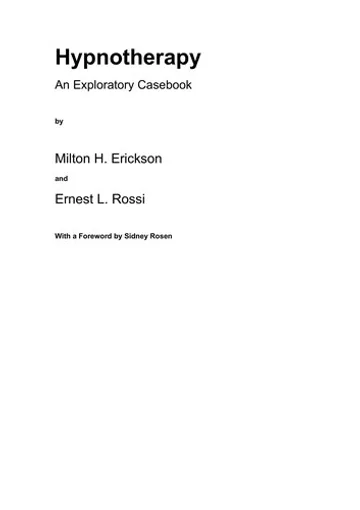 Hypnotherapy
An Exploratory Casebook
by
Milton H. Erickson
and
Ernest L. Rossi
With a Foreword by Sidney Rosen